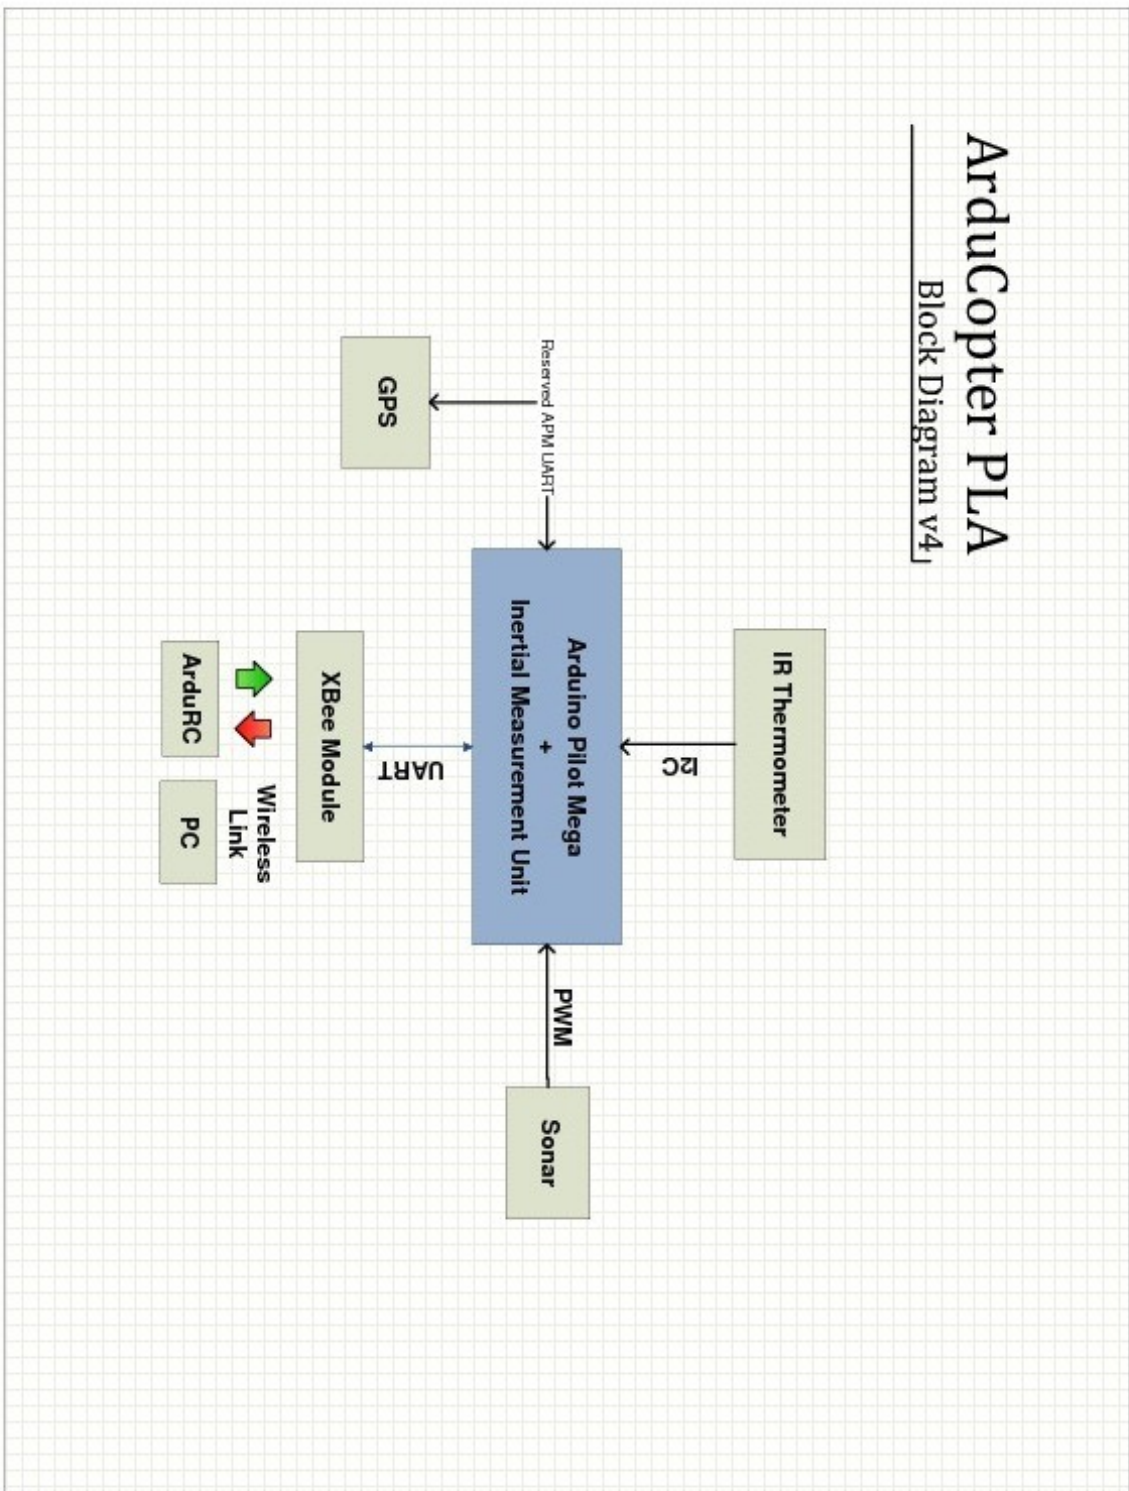 ArduCopter PLA
Block Diagram v4
IR Thermometer
I2C
Reserved APM UART
Arduino Pilot Mega
+
Inertial Measurement Unit
PWM
Sonar
GPS
UART
XBee Module
Wireless
Link
ArduRC
PC